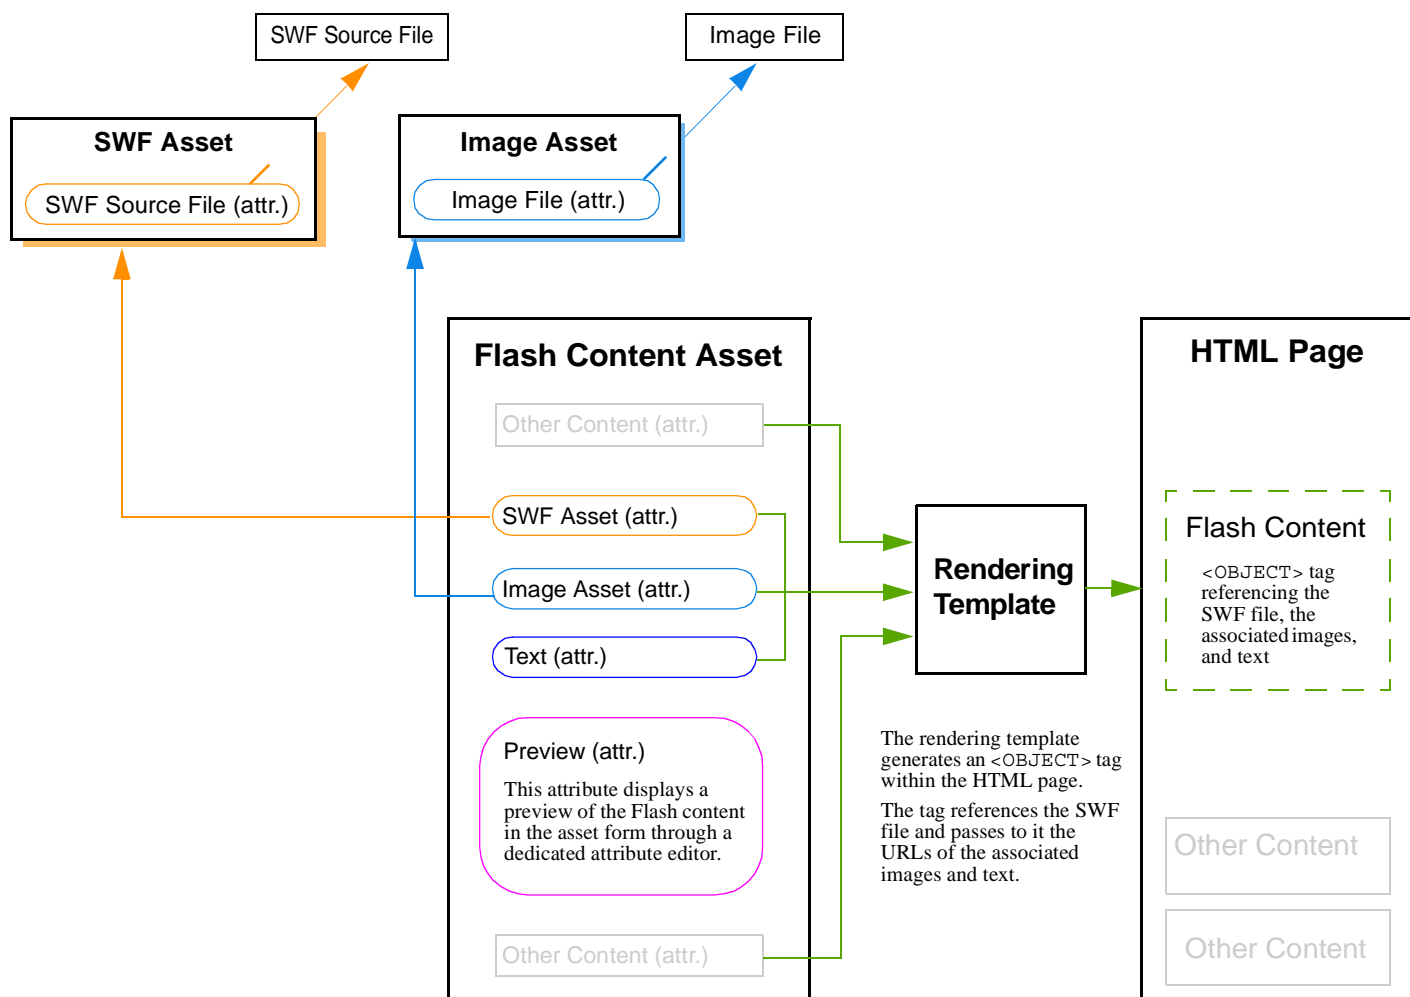 SWF Source File
Image File
SWF Asset
SWF Source File (attr.)
Image Asset
Image File (attr.)
Flash Content Asset
Other Content (attr.)
SWF Asset (attr.)
Image Asset (attr.)
Text (attr.)
Preview (attr.)
This attribute displays a
preview of the Flash content
in the asset form through a
dedicated attribute editor.
Other Content (attr.)
Rendering
Template
The rendering template
generates an <OBJECT> tag
within the HTML page.
The tag references the SWF
file and passes to it the
URLs of the associated
images and text.
HTML Page
Flash Content
<OBJECT> tag
referencing the
SWF file, the
associated images,
and text
Other Content
Other Content